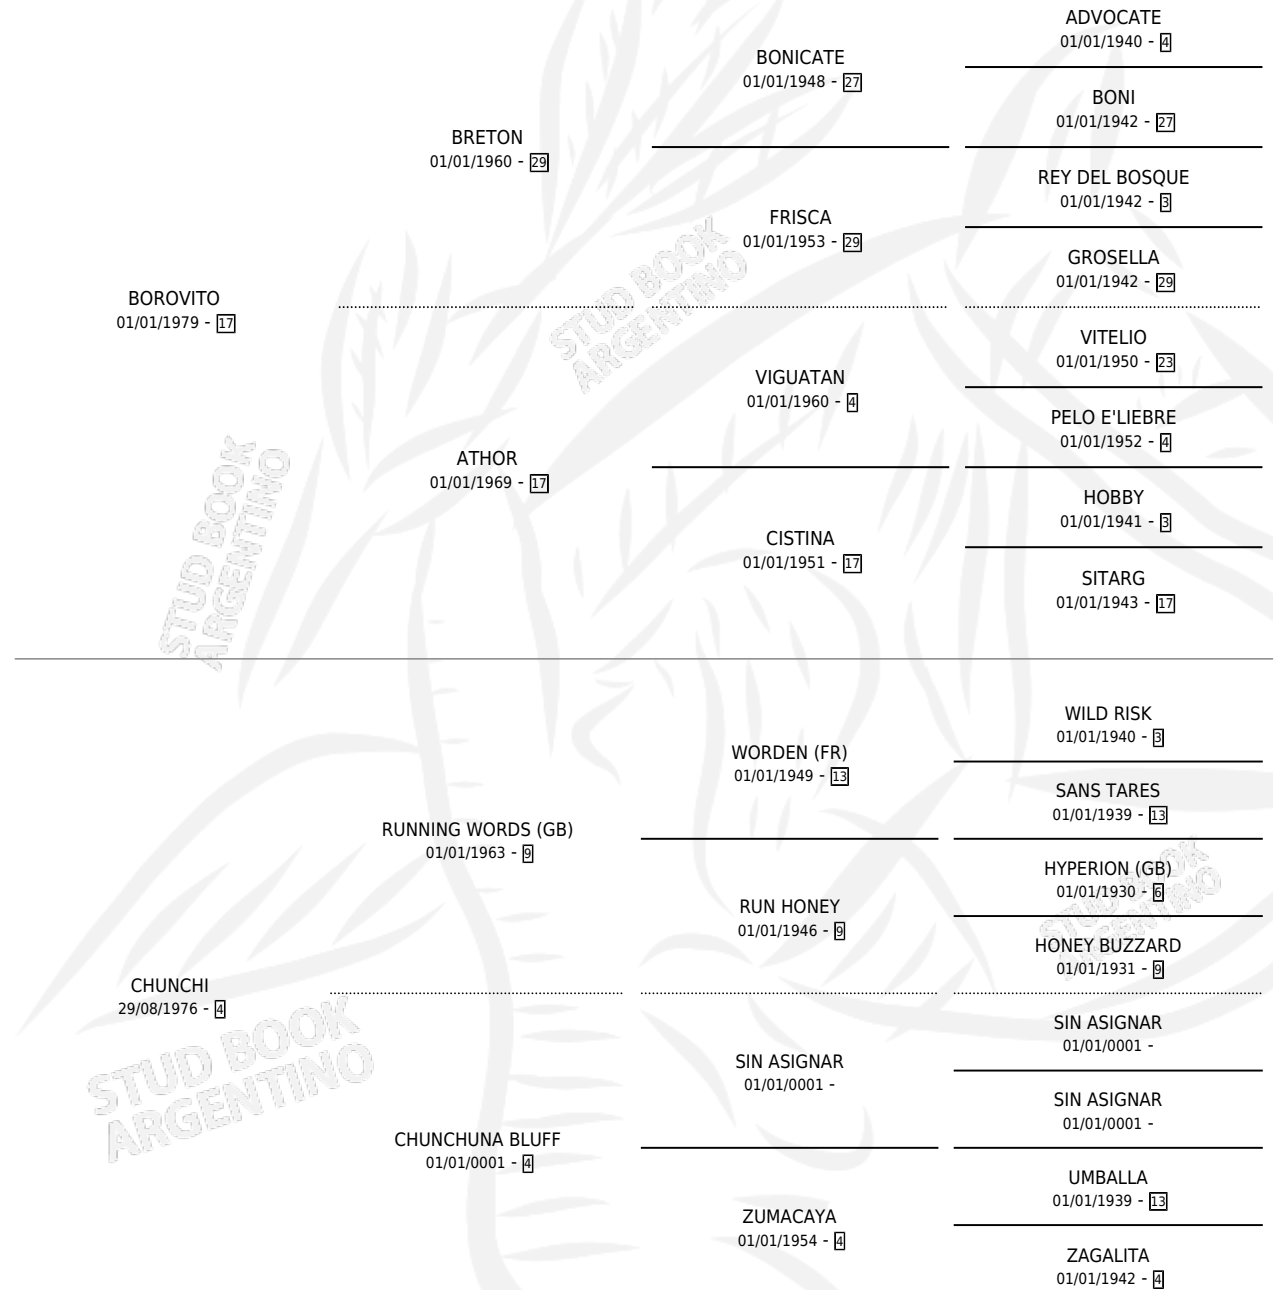 ADVOCATE
01/01/1940 - 4
BONICATE
01/01/1948 - 27
BONI
01/01/1942 - 27
BRETON
01/01/1960 - 29
REY DEL BOSQUE
01/01/1942 - 3
FRISCA
01/01/1953 - 29
GROSELLA
01/01/1942 - 29
BOROVITO
01/01/1979 - 17
VITELIO
01/01/1950 - 23
VIGUATAN
01/01/1960 - 4
PELO E'LIEBRE
01/01/1952 - 4
ATHOR
01/01/1969 - 17
HOBBY
01/01/1941 - 3
CISTINA
01/01/1951 - 17
SITARG
01/01/1943 - 17
WILD RISK
01/01/1940 - 3
WORDEN (FR)
01/01/1949 - 13
SANS TARES
01/01/1939 - 13
RUNNING WORDS (GB)
01/01/1963 - 9
HYPERION (GB)
01/01/1930 - 6
RUN HONEY
01/01/1946 - 9
HONEY BUZZARD
01/01/1931 - 9
CHUNCHI
29/08/1976 - 4
SIN ASIGNAR
01/01/0001 -
SIN ASIGNAR
01/01/0001 -
SIN ASIGNAR
01/01/0001 -
CHUNCHUNA BLUFF
01/01/0001 - 4
UMBALLA
01/01/1939 - 13
ZUMACAYA
01/01/1954 - 4
ZAGALITA
01/01/1942 - 4
STUD BOOK
ARGENTINO
STUD BOOK
ARGENTINO
STUD BOOK
ARGENTINO
STUD BOOK
ARGENTINO